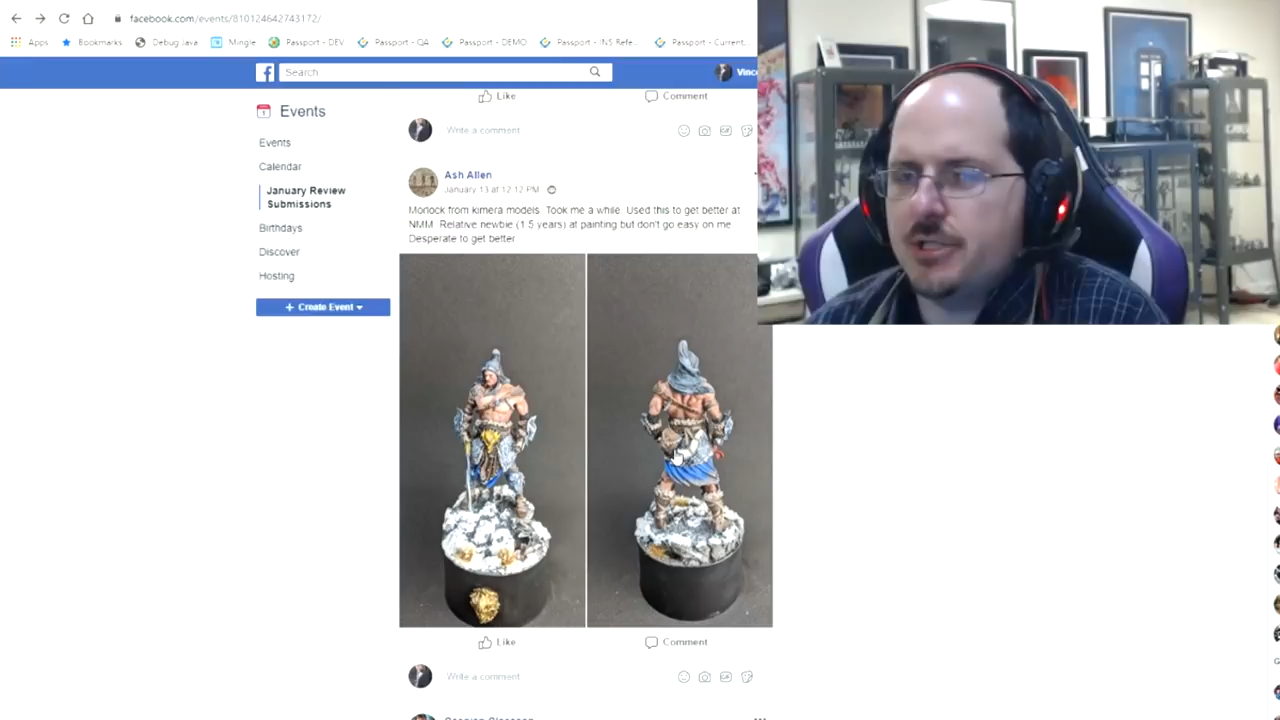 facebook.com/events/810124642743172/
Apps Bookmarks Debug Java Mingle Passport - DEV Passport - QA Passport - DEMO Passport - INS Refe... Passport - Current...
Search
Vinc
Like Comment
Events
Write a comment
Events
Calendar
January Review
Submissions
Birthdays
Discover
Hosting
+ Create Event
Ash Allen
January 13 at 12:12 PM
Morlock from kimera models. Took me a while. Used this to get better at
NMM. Relative newbie (1.5 years) at painting but don't go easy on me
Desperate to get better
Like Comment
Write a comment